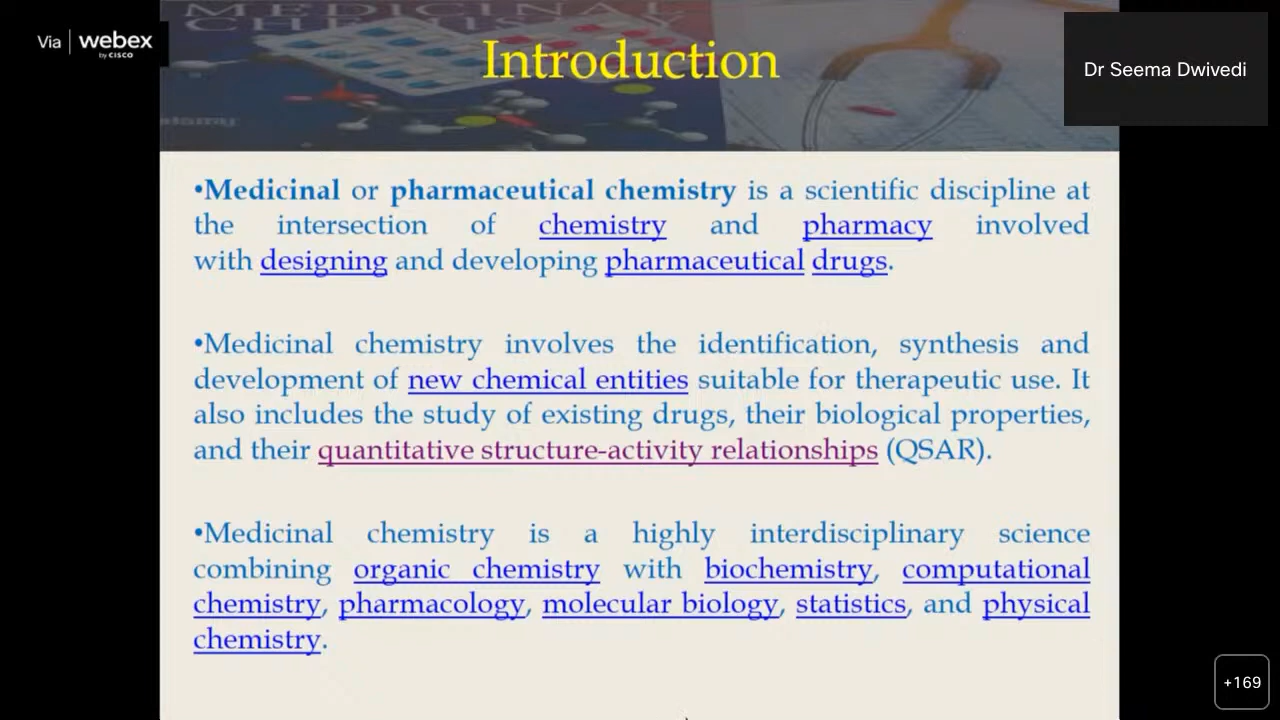 MEDICINAL
CHEMISTRY
Via webex
by CISCO
Introduction
Dr Seema Dwivedi
•Medicinal or pharmaceutical chemistry is a scientific discipline at
the intersection of chemistry and pharmacy involved
with designing and developing pharmaceutical drugs.
•Medicinal chemistry involves the identification, synthesis and
development of new chemical entities suitable for therapeutic use. It
also includes the study of existing drugs, their biological properties,
and their quantitative structure-activity relationships (QSAR).
•Medicinal chemistry is a highly interdisciplinary science
combining organic chemistry with biochemistry, computational
chemistry, pharmacology, molecular biology, statistics, and physical
chemistry.
+169